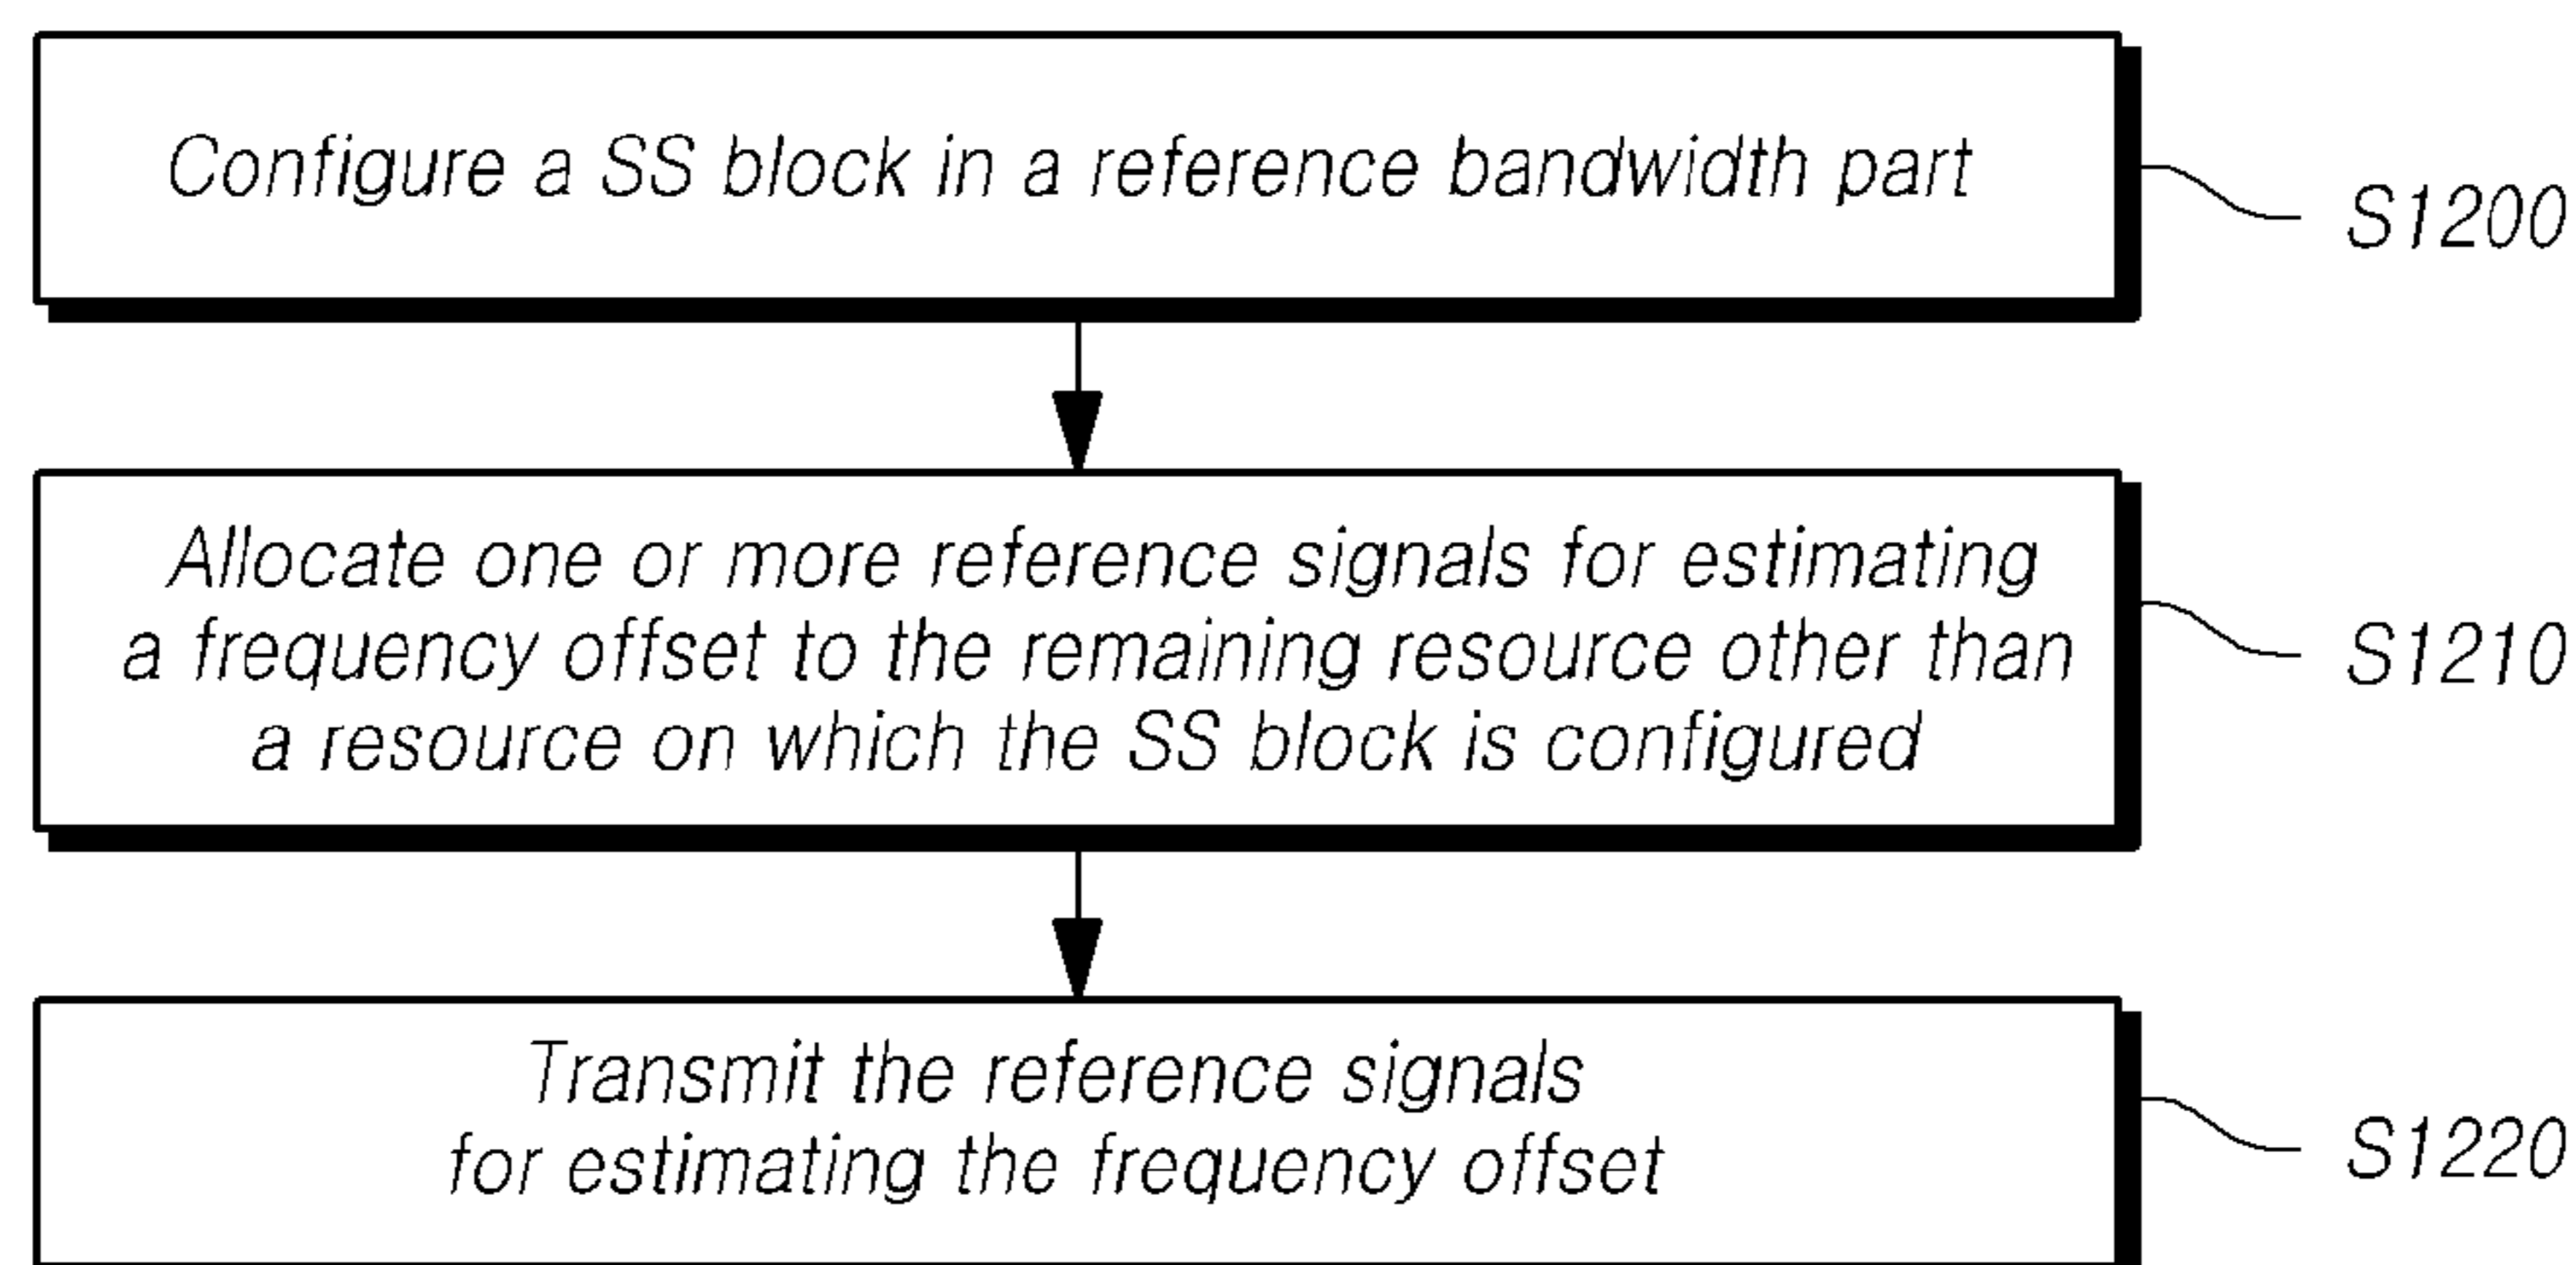 Configure a SS block in a reference bandwidth part
S1200
Allocate one or more reference signals for estimating
a frequency offset to the remaining resource other than
a resource on which the SS block is configured
S1210
Transmit the reference signals
for estimating the frequency offset
S1220